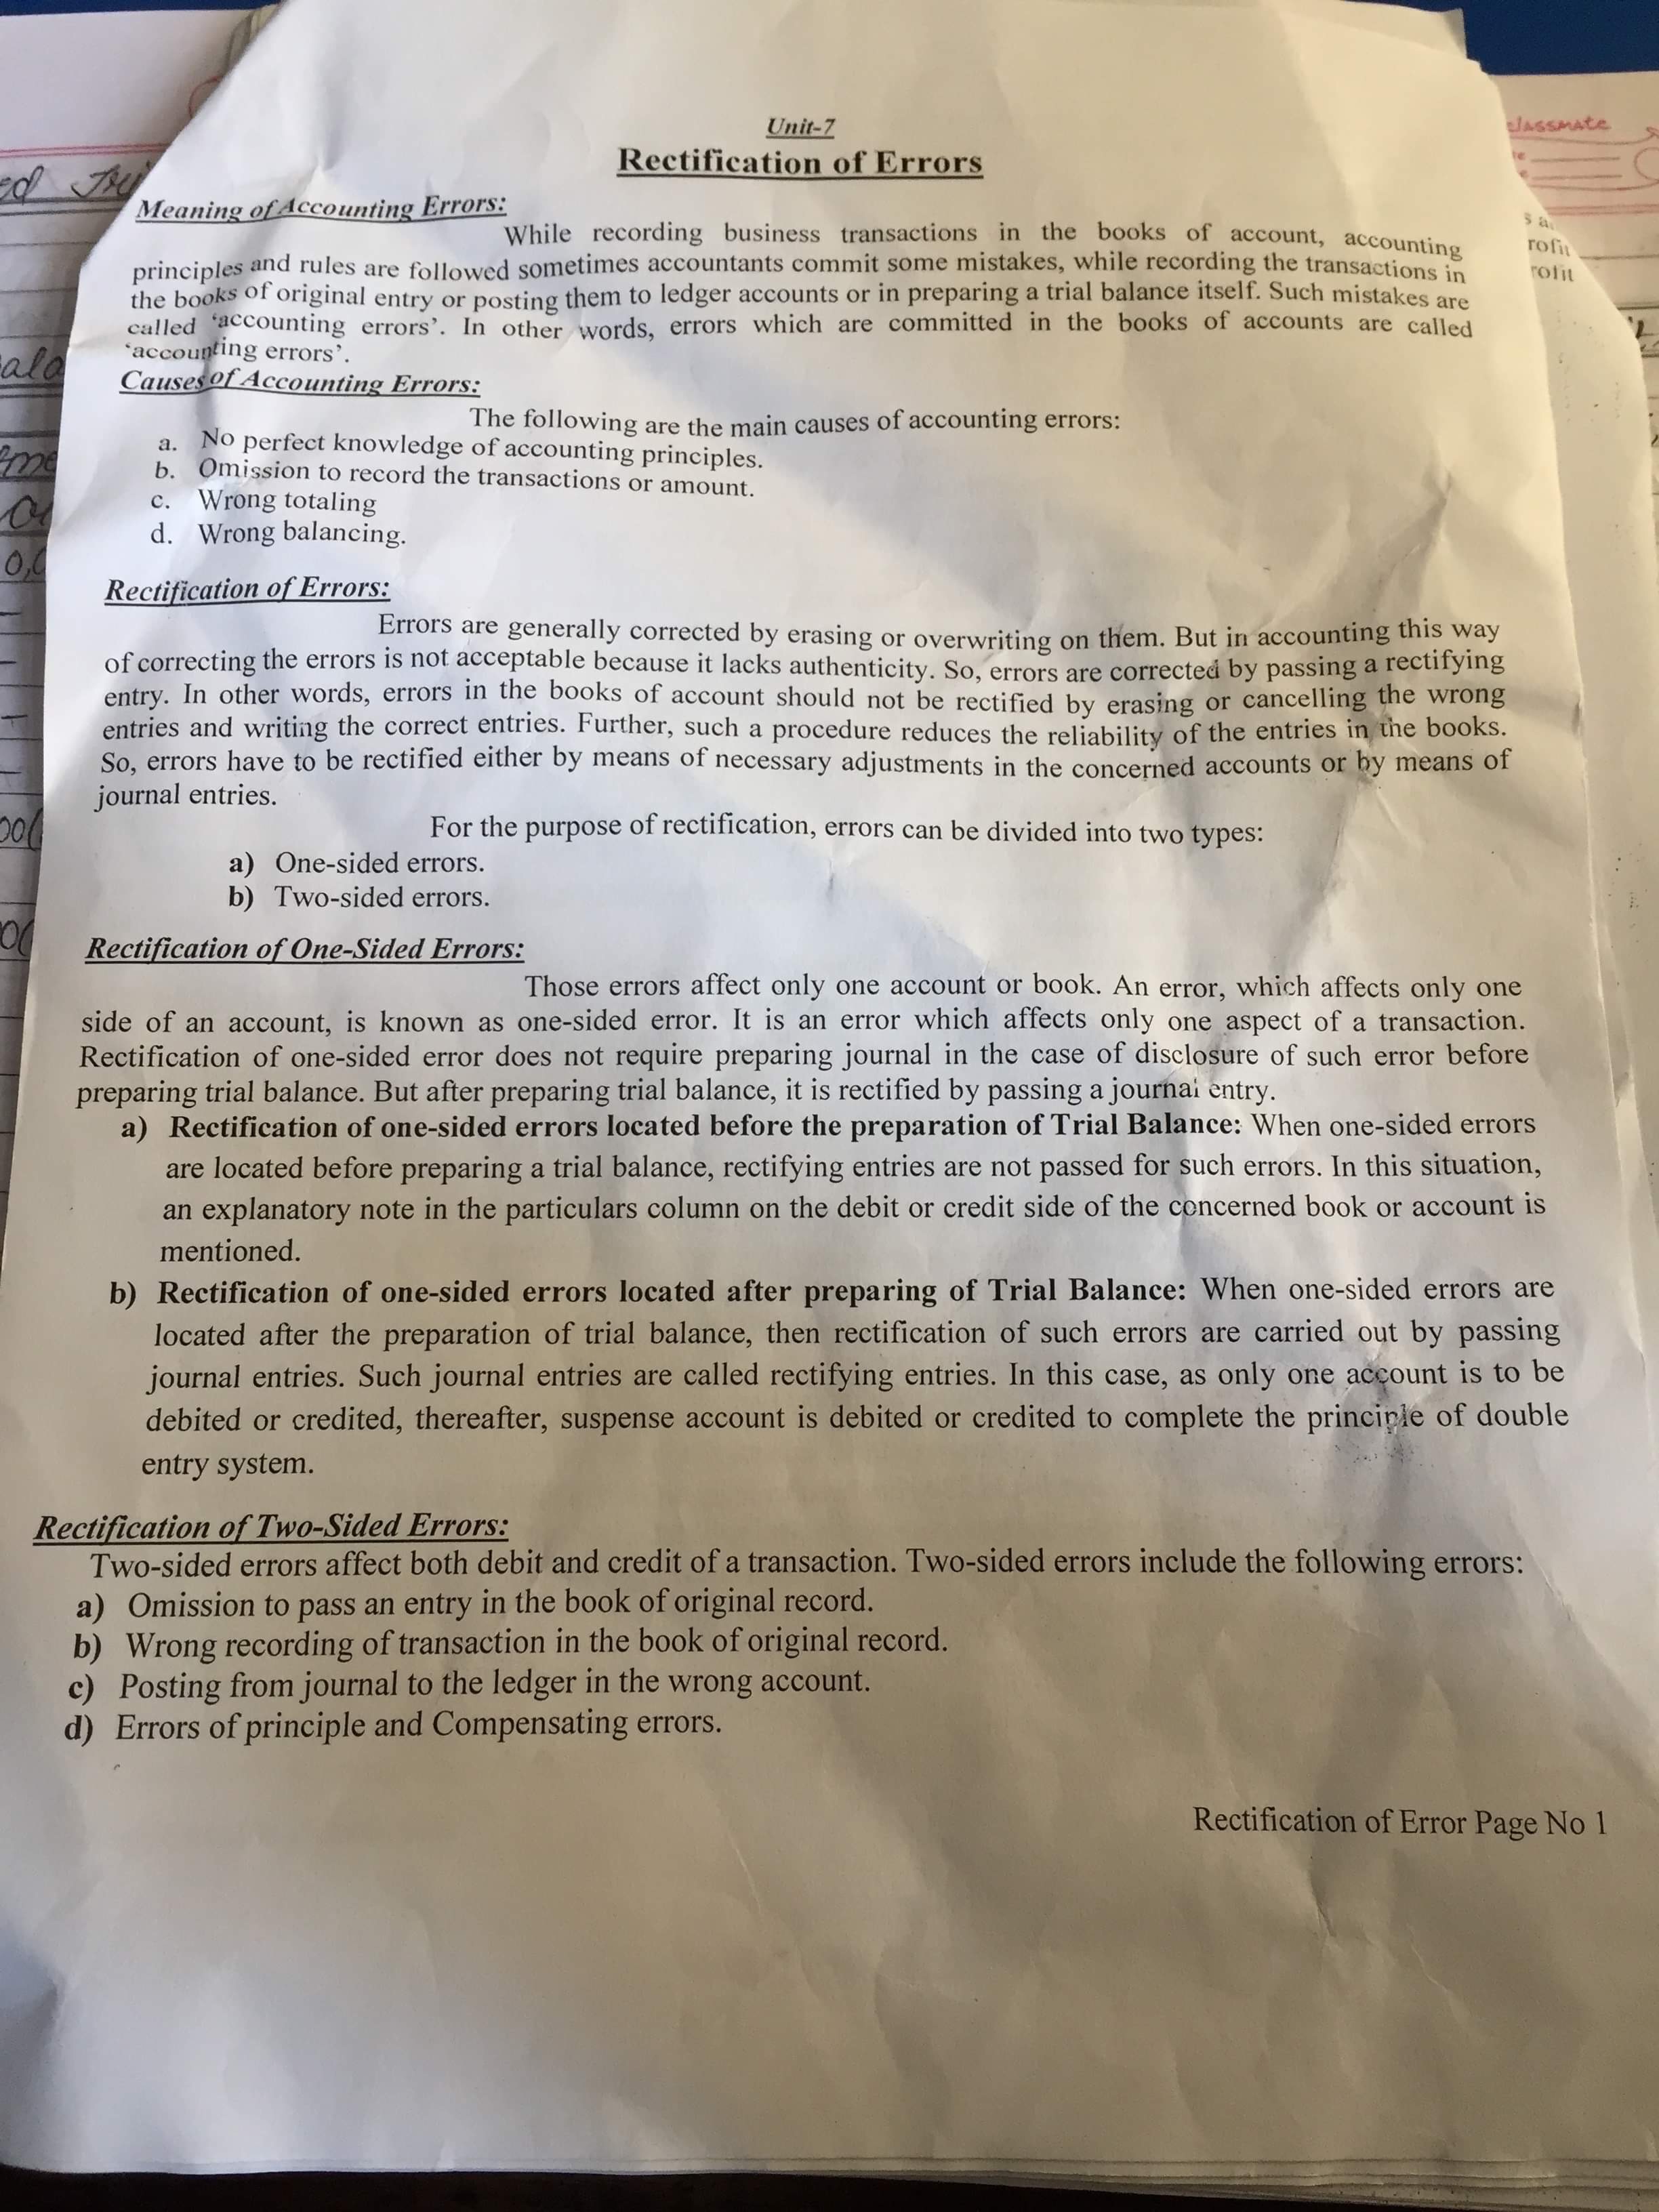 Unit-7
Rectification of Errors
Meaning of Accounting Errors:
While recording business transactions in the books of account, accounting
principles and rules are followed sometimes accountants commit some mistakes, while recording the transactions in
the books of original entry or posting them to ledger accounts or in preparing a trial balance itself. Such mistakes are
called ‘accounting errors’. In other words, errors which are committed in the books of accounts are called
‘accounting errors’.
Causes of Accounting Errors:
The following are the main causes of accounting errors:
a. No perfect knowledge of accounting principles.
b. Omission to record the transactions or amount.
c. Wrong totaling
d. Wrong balancing.
Rectification of Errors:
Errors are generally corrected by erasing or overwriting on them. But in accounting this way
of correcting the errors is not acceptable because it lacks authenticity. So, errors are corrected by passing a rectifying
entry. In other words, errors in the books of account should not be rectified by erasing or cancelling the wrong
entries and writing the correct entries. Further, such a procedure reduces the reliability of the entries in the books.
So, errors have to be rectified either by means of necessary adjustments in the concerned accounts or by means of
journal entries.
For the purpose of rectification, errors can be divided into two types:
a) One-sided errors.
b) Two-sided errors.
Rectification of One-Sided Errors:
Those errors affect only one account or book. An error, which affects only one
side of an account, is known as one-sided error. It is an error which affects only one aspect of a transaction.
Rectification of one-sided error does not require preparing journal in the case of disclosure of such error before
preparing trial balance. But after preparing trial balance, it is rectified by passing a journal entry.
a) Rectification of one-sided errors located before the preparation of Trial Balance: When one-sided errors
are located before preparing a trial balance, rectifying entries are not passed for such errors. In this situation,
an explanatory note in the particulars column on the debit or credit side of the concerned book or account is
mentioned.
b) Rectification of one-sided errors located after preparing of Trial Balance: When one-sided errors are
located after the preparation of trial balance, then rectification of such errors are carried out by passing
journal entries. Such journal entries are called rectifying entries. In this case, as only one account is to be
debited or credited, thereafter, suspense account is debited or credited to complete the principle of double
entry system.
Rectification of Two-Sided Errors:
Two-sided errors affect both debit and credit of a transaction. Two-sided errors include the following errors:
a) Omission to pass an entry in the book of original record.
b) Wrong recording of transaction in the book of original record.
c) Posting from journal to the ledger in the wrong account.
d) Errors of principle and Compensating errors.
Rectification of Error Page No 1
classmate